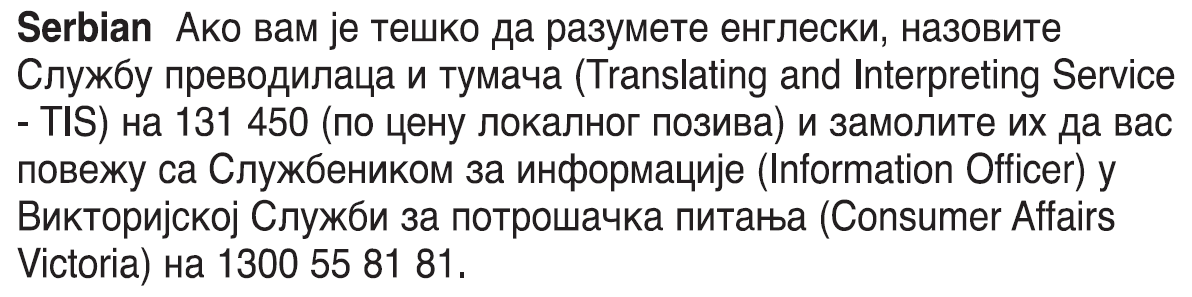 Serbian Ако вам је тешко да разумете енглески, назовите
Службу преводилаца и тумача (Translating and Interpreting Service
- TIS) на 131 450 (по цену локалног позива) и замолите их да вас
повежу са Службеником за информације (Information Officer) у
Викторијској Служби за потрошачка питања (Consumer Affairs
Victoria) на 1300 55 81 81.